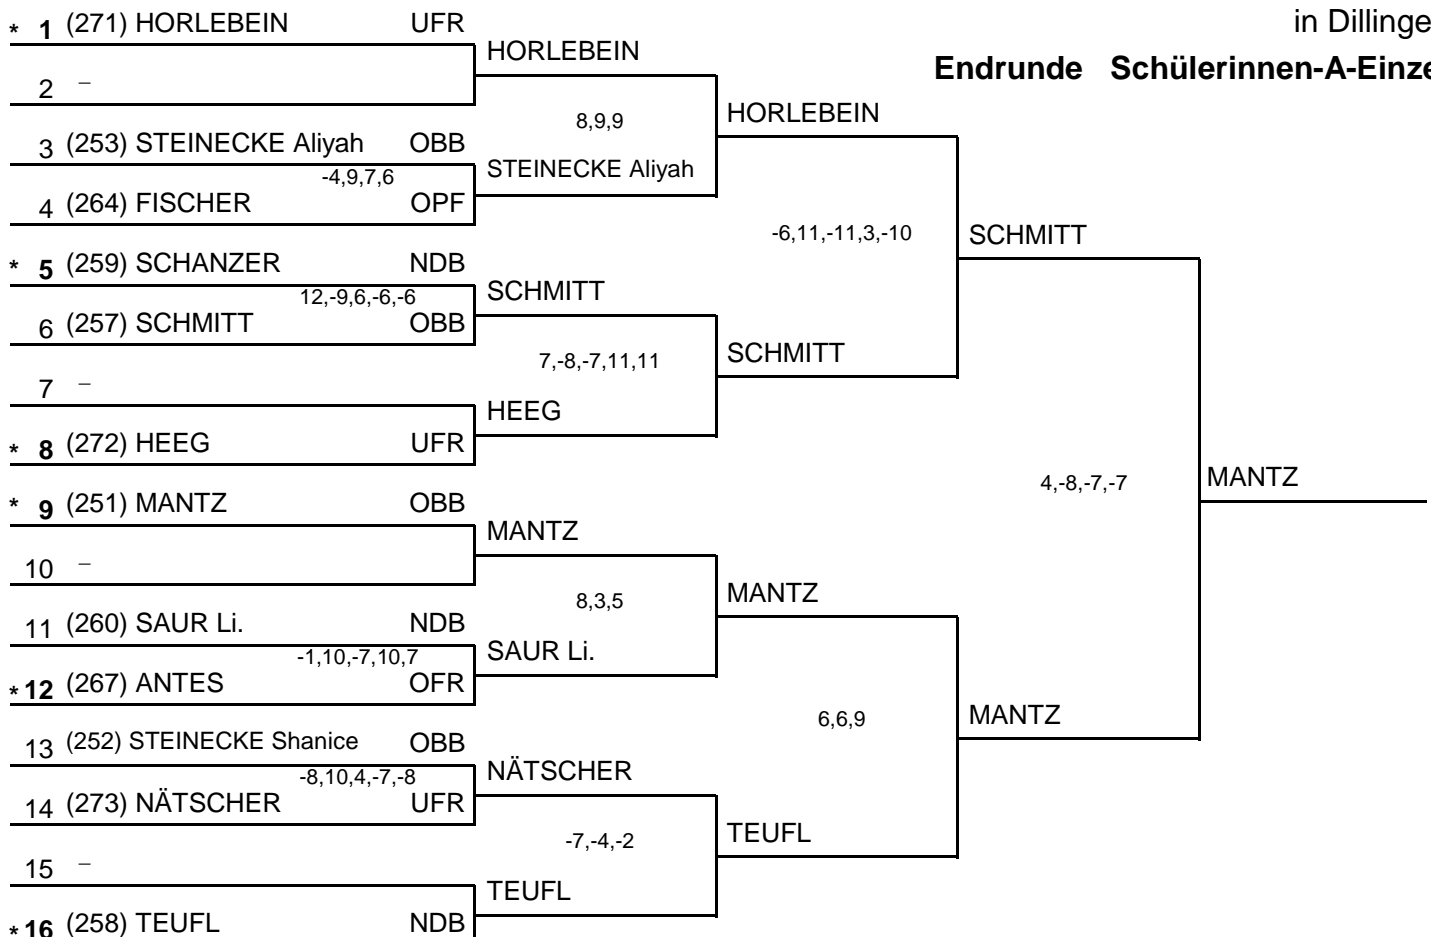 in Dillinge
Endrunde Schülerinnen-A-Einze
* 1 (271) HORLEBEIN UFR
HORLEBEIN
2 –
8,9,9
HORLEBEIN
3 (253) STEINECKE Aliyah OBB
-4,9,7,6
STEINECKE Aliyah
4 (264) FISCHER OPF
-6,11,-11,3,-10
SCHMITT
* 5 (259) SCHANZER NDB
12,-9,6,-6,-6
SCHMITT
6 (257) SCHMITT OBB
7,-8,-7,11,11
SCHMITT
7 –
HEEG
* 8 (272) HEEG UFR
4,-8,-7,-7
MANTZ
* 9 (251) MANTZ OBB
MANTZ
10 –
8,3,5
MANTZ
11 (260) SAUR Li. NDB
-1,10,-7,10,7
SAUR Li.
* 12 (267) ANTES OFR
6,6,9
MANTZ
13 (252) STEINECKE Shanice OBB
-8,10,4,-7,-8
NÄTSCHER
14 (273) NÄTSCHER UFR
-7,-4,-2
TEUFL
15 –
TEUFL
* 16 (258) TEUFL NDB